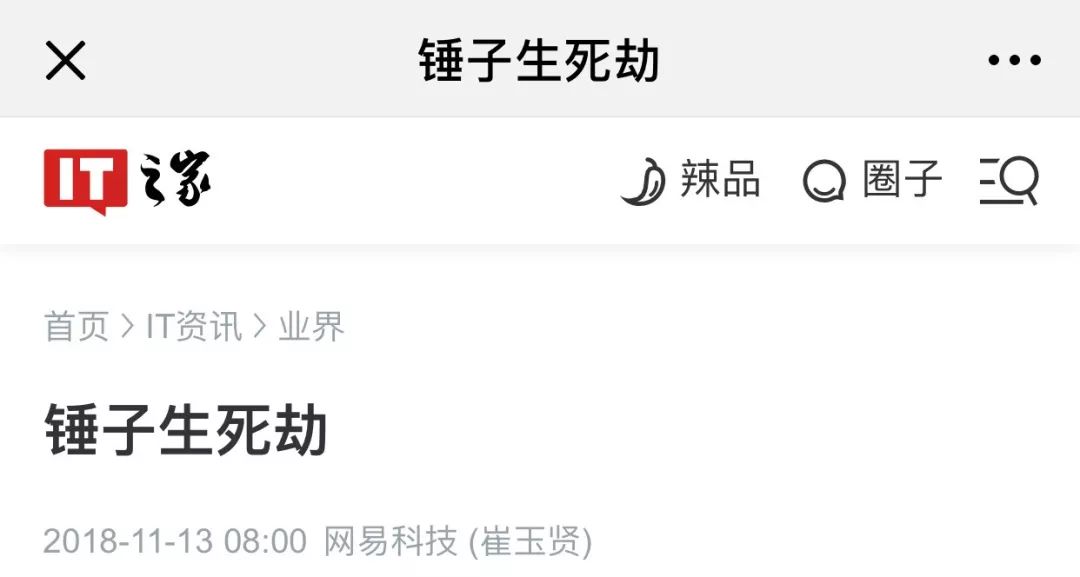 锤子生死劫
IT之家 辣品 圈子
首页 > IT资讯 > 业界
锤子生死劫
2018-11-13 08:00 网易科技 (崔玉贤)